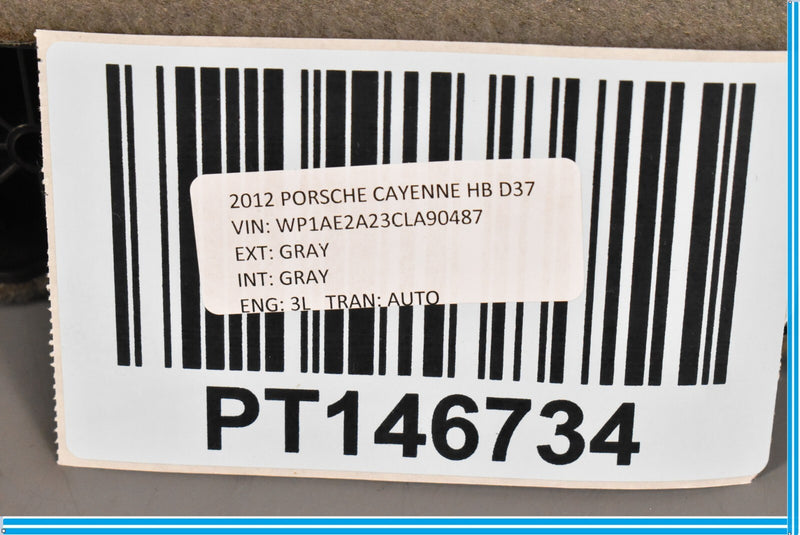 2012 PORSCHE CAYENNE HB D37
VIN: WP1AE2A23CLA90487
EXT: GRAY
INT: GRAY
ENG: 3L TRAN: AUTO
PT146734